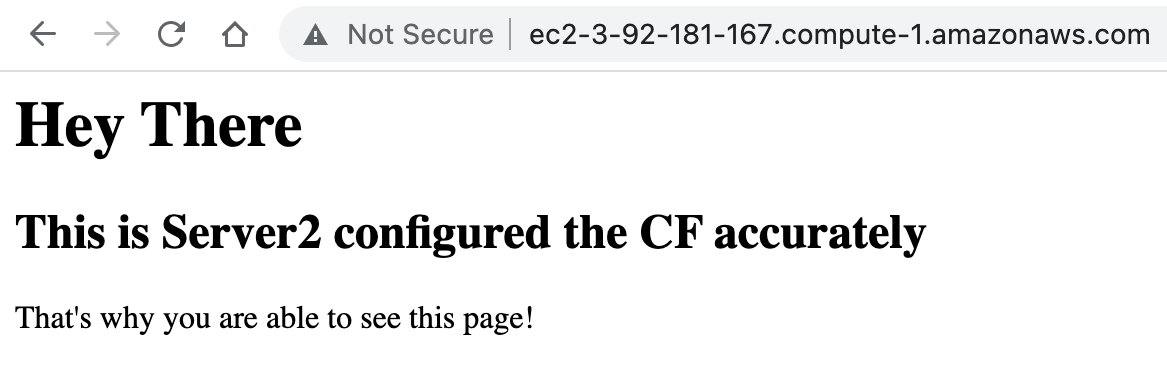 Not Secure ec2-3-92-181-167.compute-1.amazonaws.com
Hey There
This is Server2 configured the CF accurately
That's why you are able to see this page!